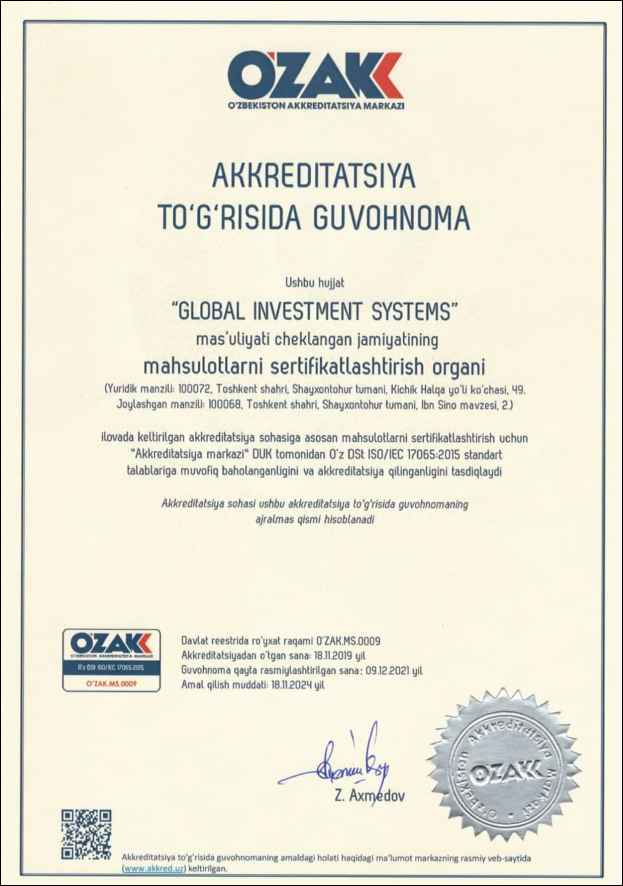 O'ZAKK
O'ZBEKISTON AKKREDITATSIYA MARKAZI
AKKREDITATSIYA
TO‘G‘RISIDA GUVOHNOMA
Ushbu hujjat
“GLOBAL INVESTMENT SYSTEMS”
mas’uliyati cheklangan jamiyatining
mahsulotlarni sertifikatlashtirish organi
(Yuridik manzili: 100072, Toshkent shahri, Shayxontohur tumani, Kichik Halqa yo'li ko'chasi, 49.
Joylashgan manzili: 100068, Toshkent shahri, Shayxontohur tumani, Ibn Sino mavzesi, 2.)
ilovada keltirilgan akkreditatsiya sohasiga asosan mahsulotlarni sertifikatlashtirish uchun
"Akkreditatsiya markazi" DUK tomonidan O'z DSt ISO/IEC 17065:2015 standart
talablariga muvofiq baholanganligini va akkreditatsiya qilinganligini tasdiqlaydi
Akkreditatsiya sohasi ushbu akkreditatsiya to'g'risida guvohnomaning
ajralmas qismi hisoblanadi
O'ZAKK
O'ZBEKISTON AKKREDITATSIYA MARKAZI
O'z DSt ISO/IEC 17065:2015
O'ZAK.MS.0009
Davlat reestrida ro'yxat raqami O'ZAK.MS.0009
Akkreditatsiyadan o'tgan sana: 18.11.2019 yil
Guvohnoma qayta rasmiylashtirilgan sana: 09.12.2021 yil
Amal qilish muddati: 18.11.2024 yil
Z. Axmedov
O'zbekiston Akkreditatsiya Markazi
O'ZAKK
Akkreditatsiya to'g'risida guvohnomaning amaldagi holati haqidagi ma'lumot markazning rasmiy veb-saytida
(www.akkred.uz) keltirilgan.